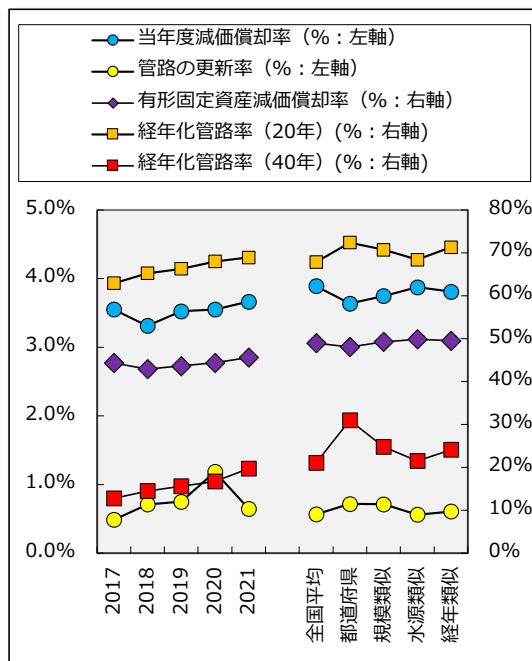 当年度減価償却率（%：左軸）
管路の更新率（%：左軸）
有形固定資産減価償却率（%：右軸）
経年化管路率（20年）(%：右軸)
経年化管路率（40年）(%：右軸)
5.0%
4.0%
3.0%
2.0%
1.0%
0.0%
80%
70%
60%
50%
40%
30%
20%
10%
0%
2017
2018
2019
2020
2021
全国平均
都道府県
規模類似
水源類似
経年類似